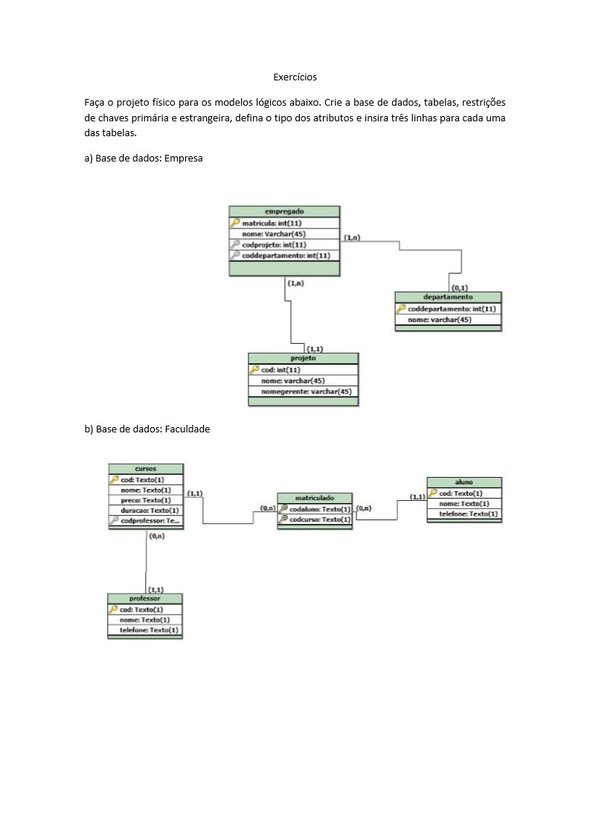 Exercícios
Faça o projeto físico para os modelos lógicos abaixo. Crie a base de dados, tabelas, restrições
de chaves primária e estrangeira, defina o tipo dos atributos e insira três linhas para cada uma
das tabelas.
a) Base de dados: Empresa
empregado
matricula: int(11)
nome: Varchar(45)
codprojeto: int(11)
coddepartamento: int(11)
(1,n)
(1,n)
(0,1)
departamento
coddepartamento: int(11)
nome: varchar(45)
(1,1)
projeto
cod: int(11)
nome: varchar(45)
nomegerente: varchar(45)
b) Base de dados: Faculdade
cursos
cod: Texto(1)
nome: Texto(1)
preco: Texto(1)
duracao: Texto(1)
codprofessor: Te...
(1,1)
(0,n)
(0,n)
matriculado
codaluno: Texto(1)
codcurso: Texto(1)
(0,n)
(1,1)
aluno
cod: Texto(1)
nome: Texto(1)
telefone: Texto(1)
(1,1)
professor
cod: Texto(1)
nome: Texto(1)
telefone: Texto(1)